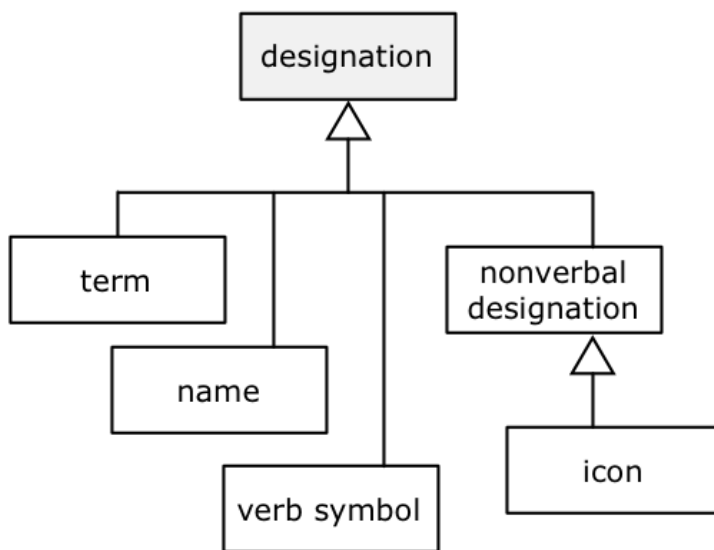 designation
term
nonverbal
designation
name
icon
verb symbol